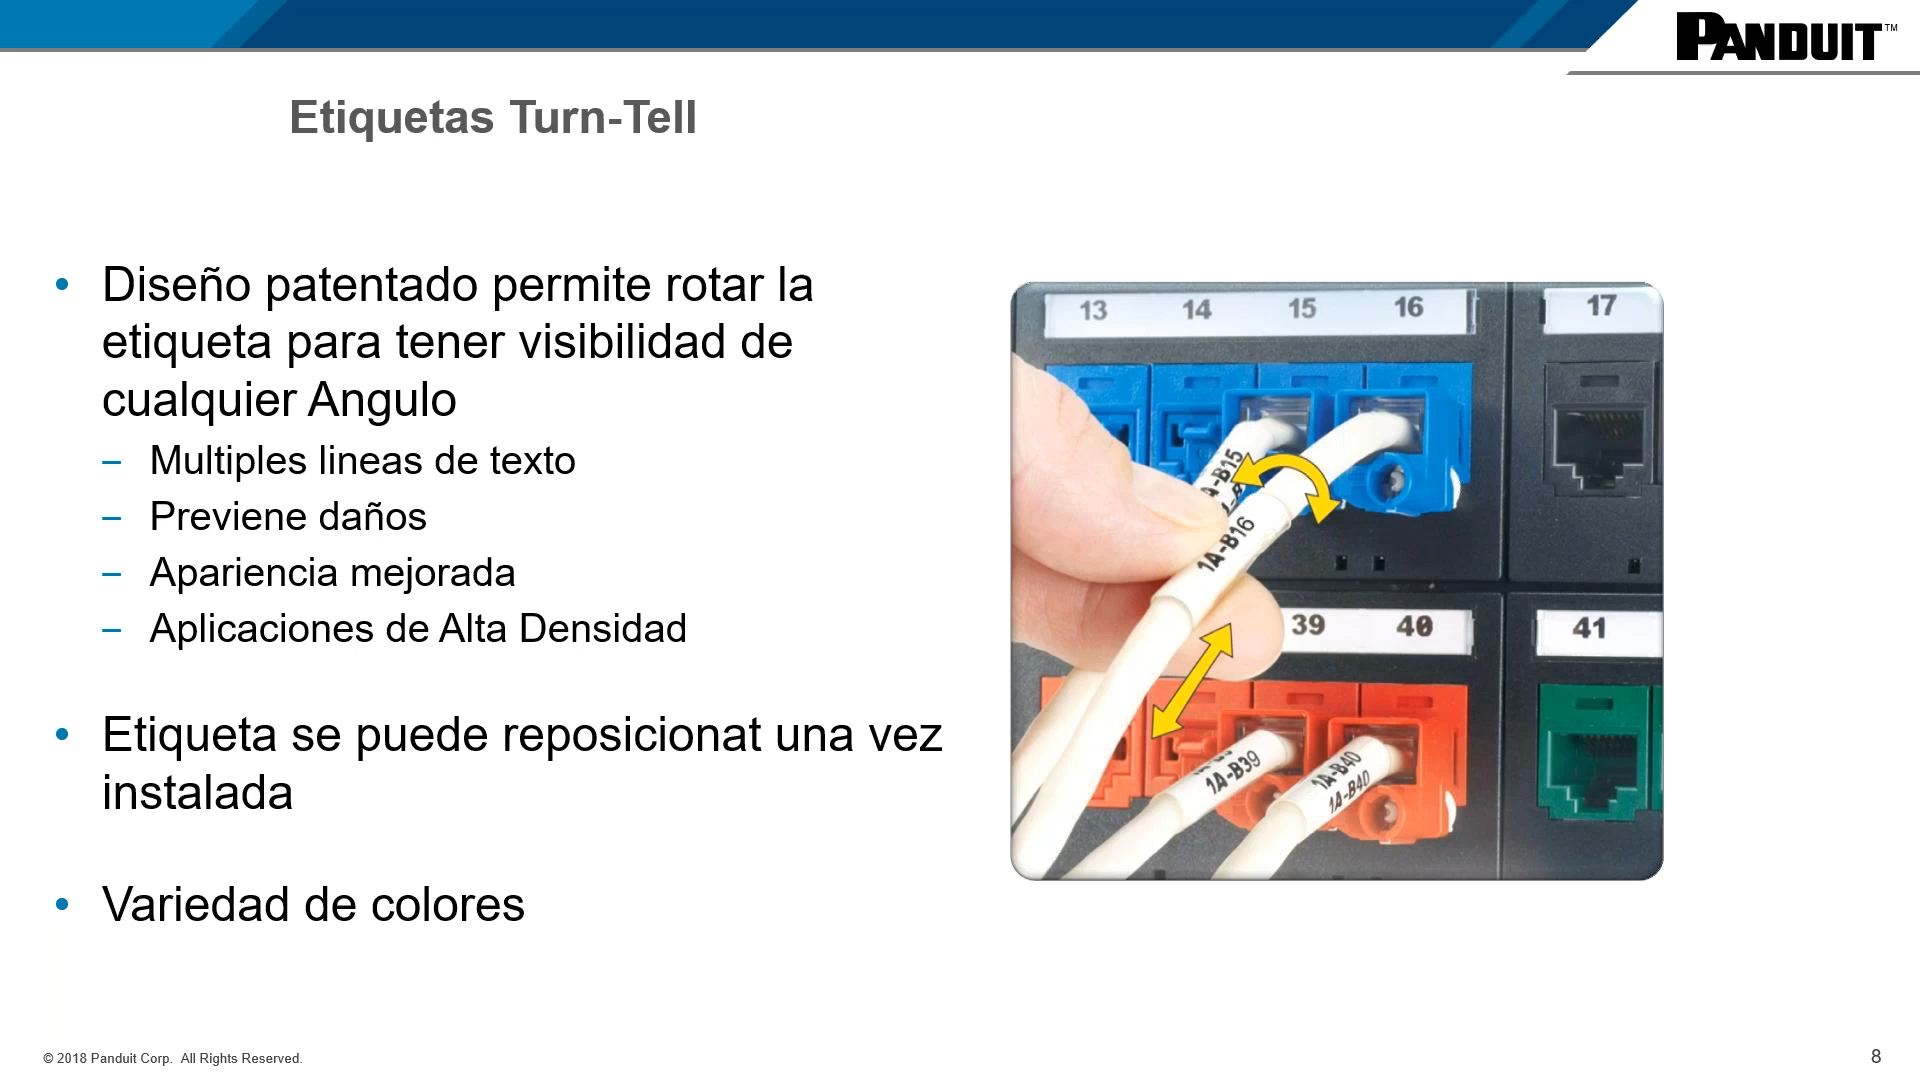 PANDUIT™
Etiquetas Turn-Tell
• Diseño patentado permite rotar la
etiqueta para tener visibilidad de
cualquier Angulo
– Multiples lineas de texto
– Previene daños
– Apariencia mejorada
– Aplicaciones de Alta Densidad
• Etiqueta se puede reposicionat una vez
instalada
• Variedad de colores
13 14 15 16 17
A-B15
1A-B16
39 40 41
1A-B39
1A-B40
1A-B40
© 2018 Panduit Corp. All Rights Reserved.
8